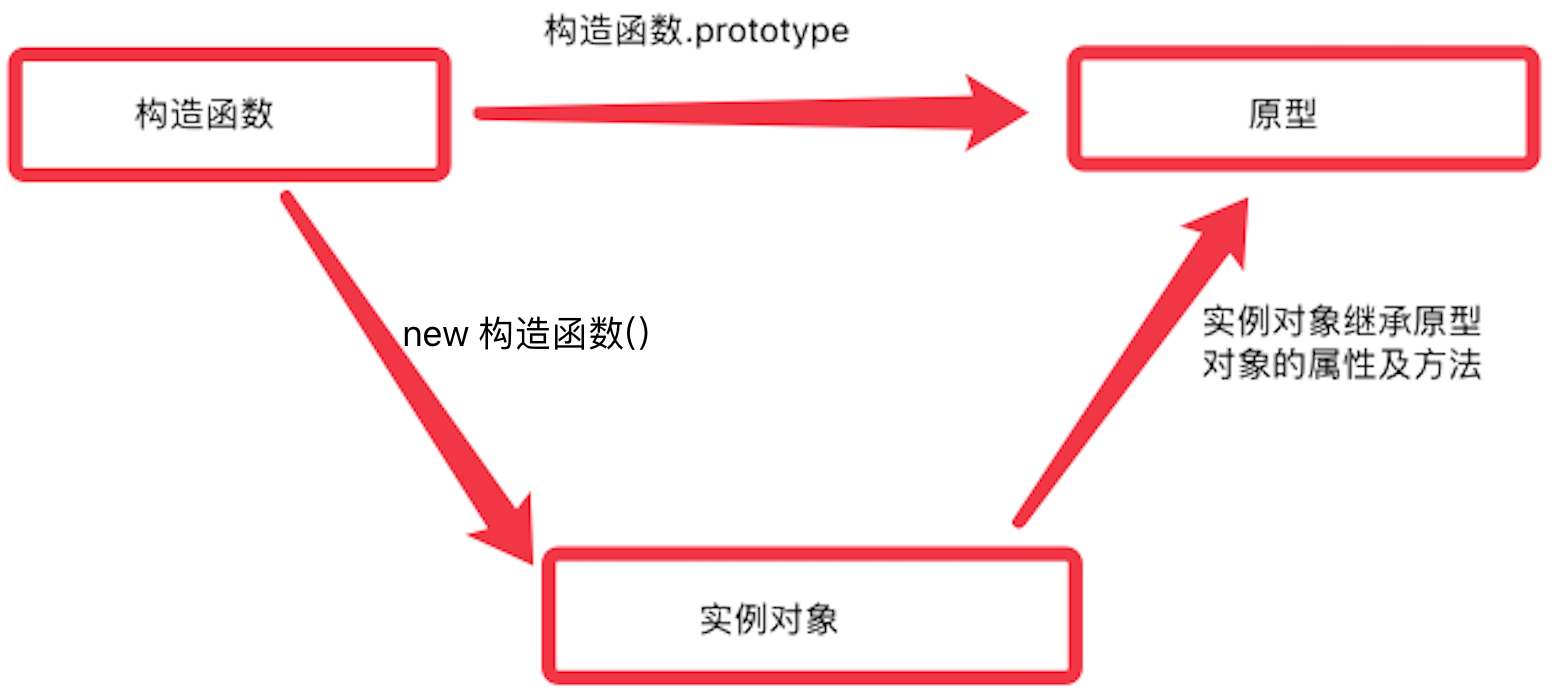 构造函数.prototype
构造函数
原型
new 构造函数()
实例对象继承原型
对象的属性及方法
实例对象